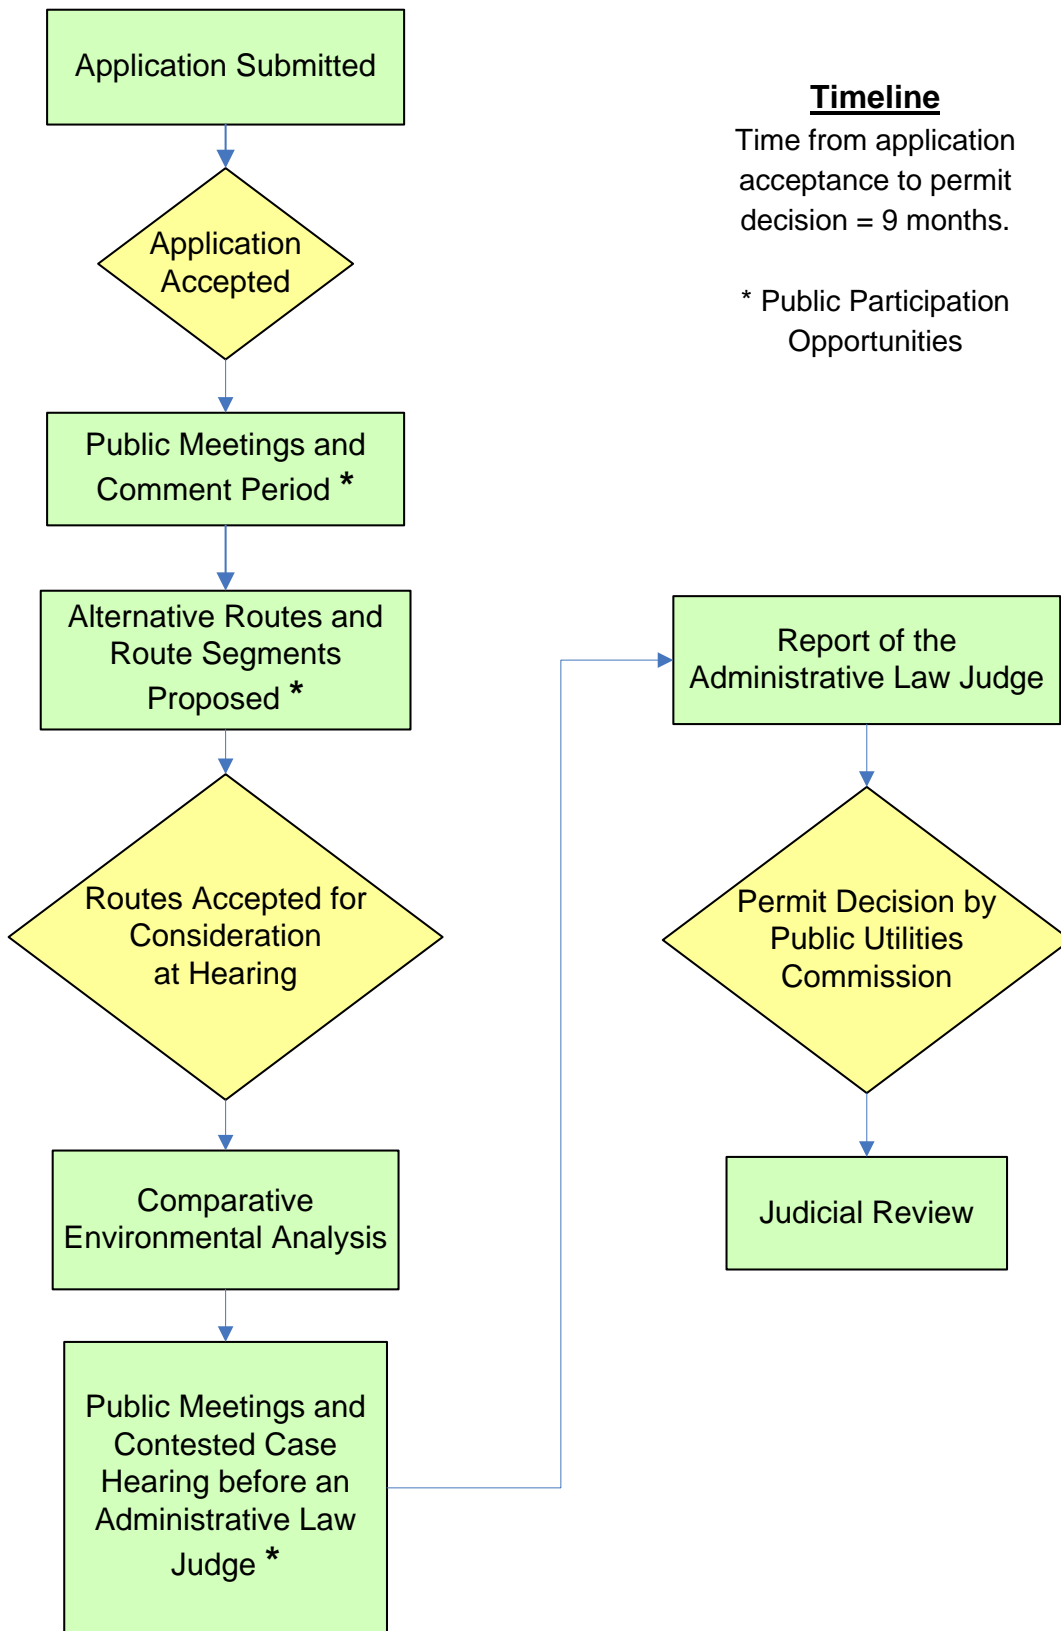 Application Submitted
Timeline
Time from application
acceptance to permit
decision = 9 months.
* Public Participation
Opportunities
Application
Accepted
Public Meetings and
Comment Period *
Alternative Routes and
Route Segments
Proposed *
Routes Accepted for
Consideration
at Hearing
Comparative
Environmental Analysis
Public Meetings and
Contested Case
Hearing before an
Administrative Law
Judge *
Report of the
Administrative Law Judge
Permit Decision by
Public Utilities
Commission
Judicial Review